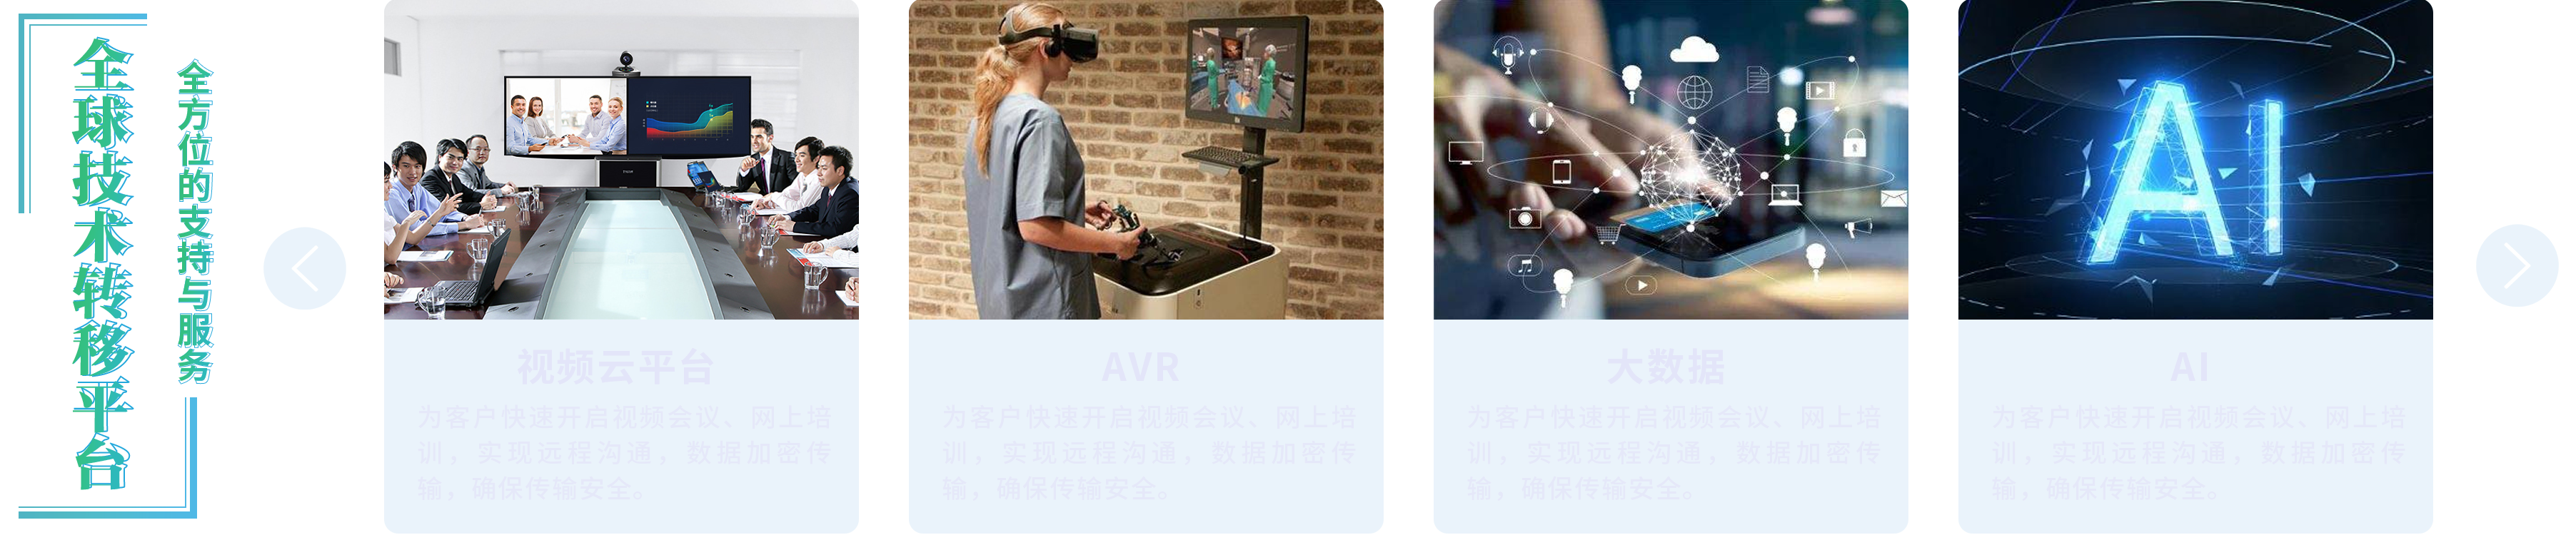 全球技术转移平台
全方位的支持与服务
视频云平台
为客户快速开启视频会议、网上培
训，实现远程沟通，数据加密传
输，确保传输安全。
AVR
为客户快速开启视频会议、网上培
训，实现远程沟通，数据加密传
输，确保传输安全。
大数据
为客户快速开启视频会议、网上培
训，实现远程沟通，数据加密传
输，确保传输安全。
AI
AI
为客户快速开启视频会议、网上培
训，实现远程沟通，数据加密传
输，确保传输安全。